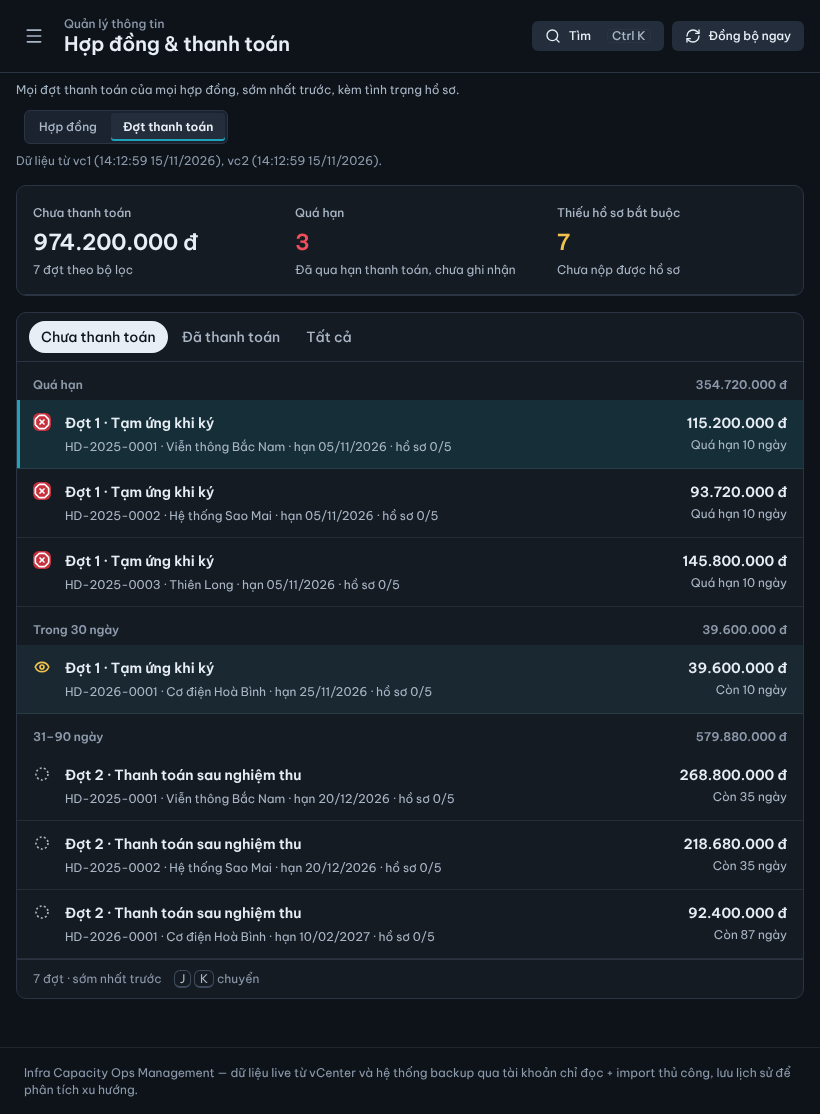 Quản lý thông tin
Hợp đồng & thanh toán
Tìm Ctrl K
Đồng bộ ngay
Mọi đợt thanh toán của mọi hợp đồng, sớm nhất trước, kèm tình trạng hồ sơ.
Hợp đồng
Đợt thanh toán
Dữ liệu từ vc1 (14:12:59 15/11/2026), vc2 (14:12:59 15/11/2026).
Chưa thanh toán
974.200.000 đ
7 đợt theo bộ lọc
Quá hạn
3
Đã qua hạn thanh toán, chưa ghi nhận
Thiếu hồ sơ bắt buộc
7
Chưa nộp được hồ sơ
Chưa thanh toán
Đã thanh toán
Tất cả
Quá hạn 354.720.000 đ
Đợt 1 · Tạm ứng khi ký 115.200.000 đ
HD-2025-0001 · Viễn thông Bắc Nam · hạn 05/11/2026 · hồ sơ 0/5 Quá hạn 10 ngày
Đợt 1 · Tạm ứng khi ký 93.720.000 đ
HD-2025-0002 · Hệ thống Sao Mai · hạn 05/11/2026 · hồ sơ 0/5 Quá hạn 10 ngày
Đợt 1 · Tạm ứng khi ký 145.800.000 đ
HD-2025-0003 · Thiên Long · hạn 05/11/2026 · hồ sơ 0/5 Quá hạn 10 ngày
Trong 30 ngày 39.600.000 đ
Đợt 1 · Tạm ứng khi ký 39.600.000 đ
HD-2026-0001 · Cơ điện Hoà Bình · hạn 25/11/2026 · hồ sơ 0/5 Còn 10 ngày
31–90 ngày 579.880.000 đ
Đợt 2 · Thanh toán sau nghiệm thu 268.800.000 đ
HD-2025-0001 · Viễn thông Bắc Nam · hạn 20/12/2026 · hồ sơ 0/5 Còn 35 ngày
Đợt 2 · Thanh toán sau nghiệm thu 218.680.000 đ
HD-2025-0002 · Hệ thống Sao Mai · hạn 20/12/2026 · hồ sơ 0/5 Còn 35 ngày
Đợt 2 · Thanh toán sau nghiệm thu 92.400.000 đ
HD-2026-0001 · Cơ điện Hoà Bình · hạn 10/02/2027 · hồ sơ 0/5 Còn 87 ngày
7 đợt · sớm nhất trước J K chuyển
Infra Capacity Ops Management — dữ liệu live từ vCenter và hệ thống backup qua tài khoản chỉ đọc + import thủ công, lưu lịch sử để
phân tích xu hướng.